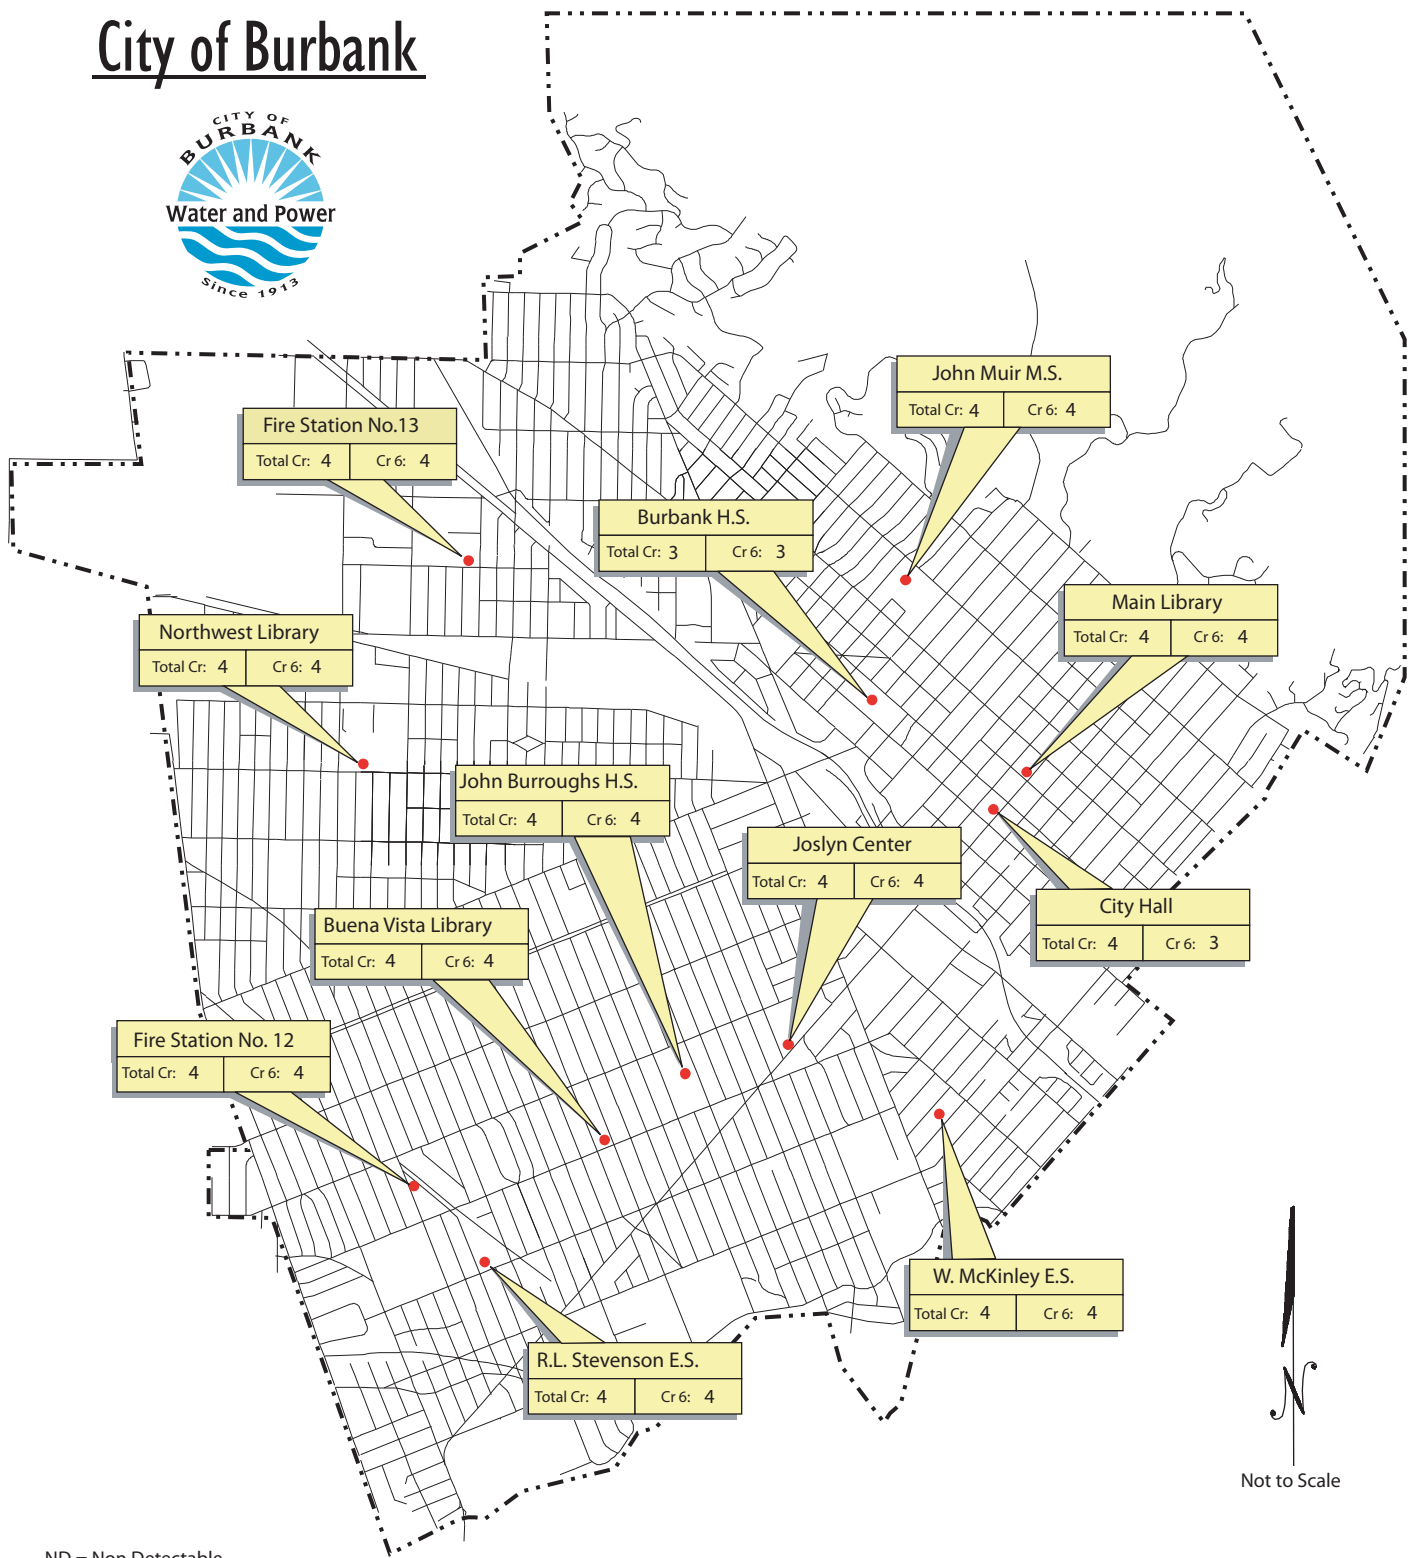 City of Burbank
CITY OF
BURBANK
Water and Power
Since 1913
John Muir M.S.
Total Cr: 4 Cr 6: 4
Fire Station No.13
Total Cr: 4 Cr 6: 4
Burbank H.S.
Total Cr: 3 Cr 6: 3
Main Library
Total Cr: 4 Cr 6: 4
Northwest Library
Total Cr: 4 Cr 6: 4
John Burroughs H.S.
Total Cr: 4 Cr 6: 4
Joslyn Center
Total Cr: 4 Cr 6: 4
City Hall
Total Cr: 4 Cr 6: 3
Buena Vista Library
Total Cr: 4 Cr 6: 4
Fire Station No. 12
Total Cr: 4 Cr 6: 4
W. McKinley E.S.
Total Cr: 4 Cr 6: 4
R.L. Stevenson E.S.
Total Cr: 4 Cr 6: 4
N
Not to Scale
ND = Non Detectable